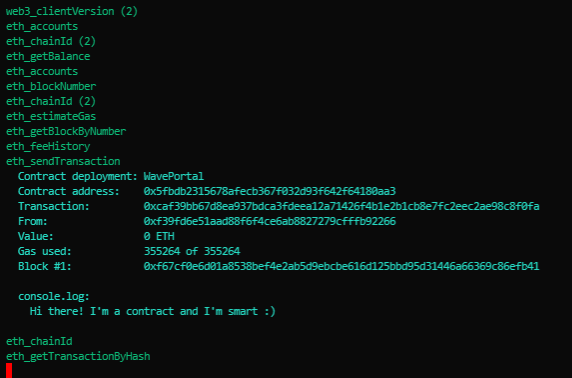 web3_clientVersion (2)
eth_accounts
eth_chainId (2)
eth_getBalance
eth_accounts
eth_blockNumber
eth_chainId (2)
eth_estimateGas
eth_getBlockByNumber
eth_feeHistory
eth_sendTransaction
Contract deployment: WavePortal
Contract address: 0x5fbdb2315678afecb367f032d93f642f64180aa3
Transaction: 0xcaf39bb67d8ea937bdca3fdeea12a71426f4b1e2b1cb8e7fc2eec2ae98c8f0fa
From: 0xf39fd6e51aad88f6f4ce6ab8827279cfffb92266
Value: 0 ETH
Gas used: 355264 of 355264
Block #1: 0xf67cf0e6d01a8538bef4e2ab5d9ebcbe616d125bbd95d31446a66369c86efb41
console.log:
Hi there! I'm a contract and I'm smart :)
eth_chainId
eth_getTransactionByHash